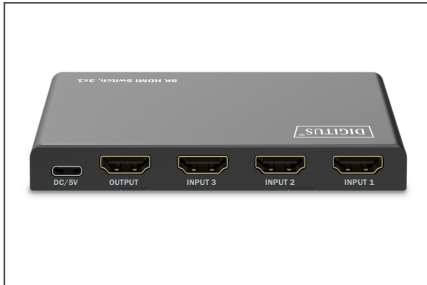 8K HDMI Switch, 3x1
DIGITUS®
DC/5V OUTPUT INPUT 3 INPUT 2 INPUT 1